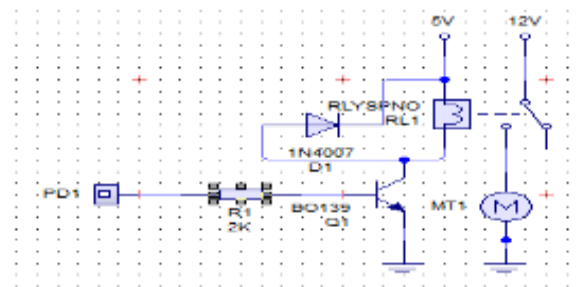 5V
12V
RLYSPNO
RL1
1N4007
D1
PD1
R1
2K
BD139
Q1
MT1
M